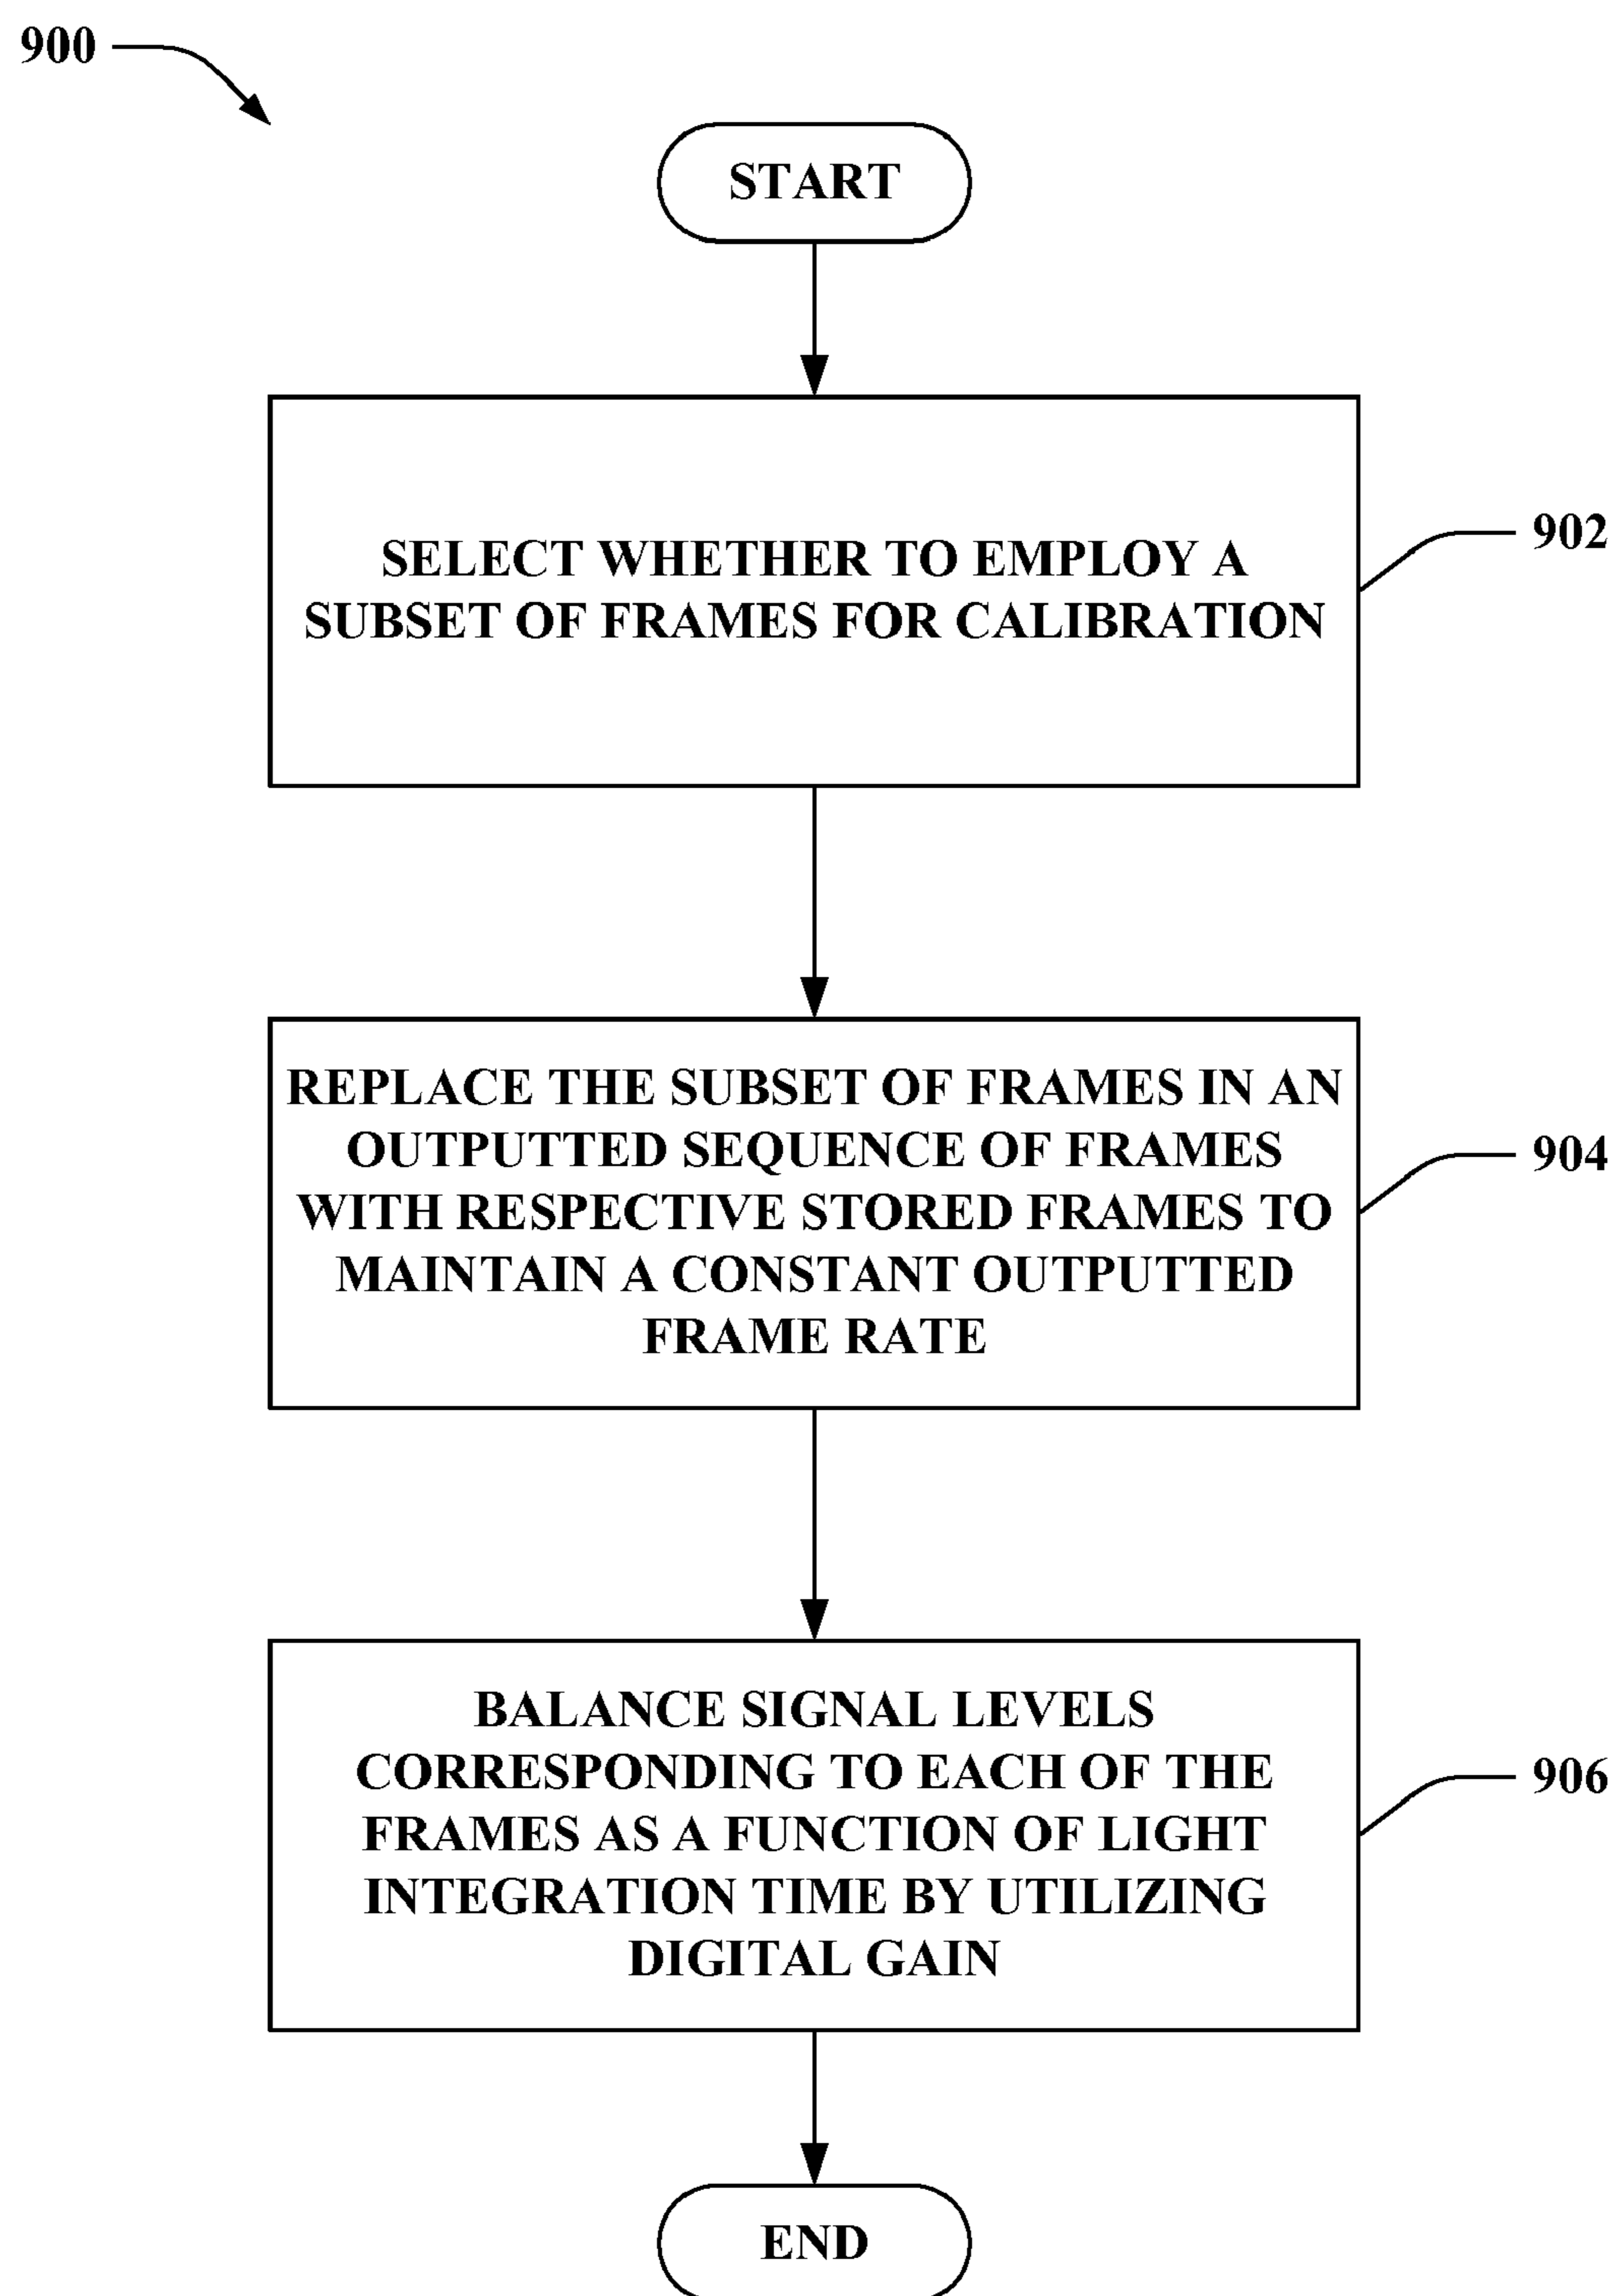 900
START
SELECT WHETHER TO EMPLOY A
SUBSET OF FRAMES FOR CALIBRATION
902
REPLACE THE SUBSET OF FRAMES IN AN
OUTPUTTED SEQUENCE OF FRAMES
WITH RESPECTIVE STORED FRAMES TO
MAINTAIN A CONSTANT OUTPUTTED
FRAME RATE
904
BALANCE SIGNAL LEVELS
CORRESPONDING TO EACH OF THE
FRAMES AS A FUNCTION OF LIGHT
INTEGRATION TIME BY UTILIZING
DIGITAL GAIN
906
END